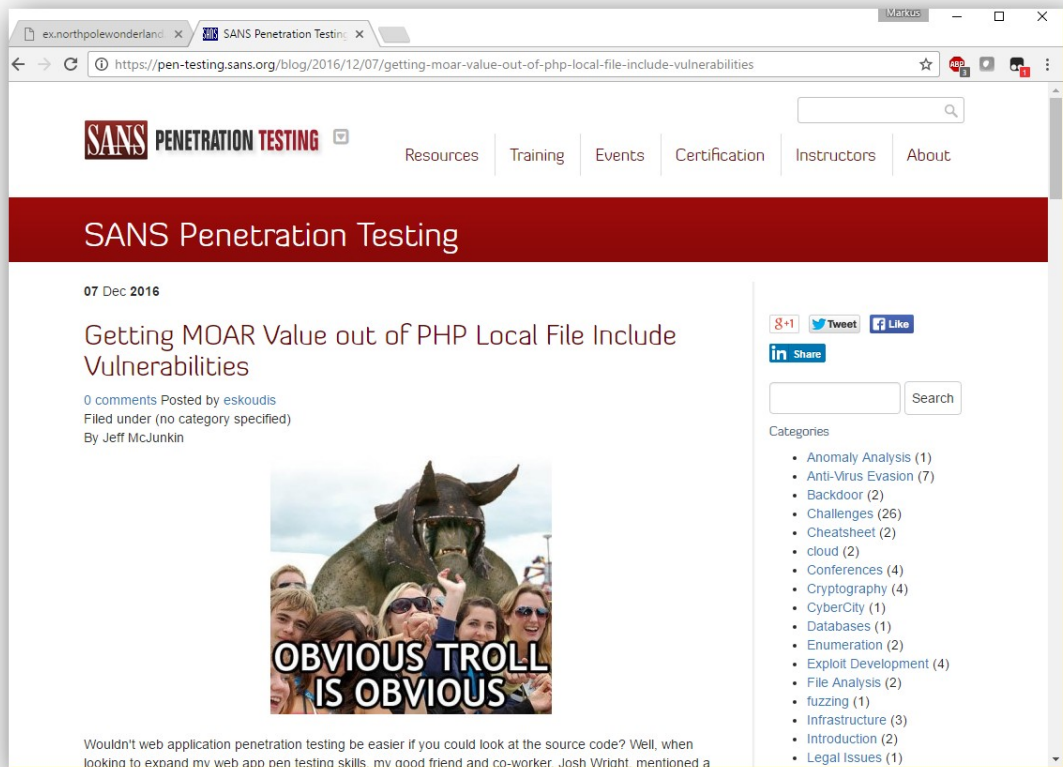 Markus
ex.northpolewonderland.
SANS Penetration Testing
https://pen-testing.sans.org/blog/2016/12/07/getting-moar-value-out-of-php-local-file-include-vulnerabilities
ABP
3
1
SANS PENETRATION TESTING
Resources
Training
Events
Certification
Instructors
About
SANS Penetration Testing
07 Dec 2016
Getting MOAR Value out of PHP Local File Include
Vulnerabilities
0 comments Posted by eskoudis
Filed under (no category specified)
By Jeff McJunkin
OBVIOUS TROLL
IS OBVIOUS
Wouldn't web application penetration testing be easier if you could look at the source code? Well, when
looking to expand my web app pen testing skills, my good friend and co-worker, Josh Wright, mentioned a
g+1
Tweet
Like
in Share
Search
Categories
Anomaly Analysis (1)
Anti-Virus Evasion (7)
Backdoor (2)
Challenges (26)
Cheatsheet (2)
cloud (2)
Conferences (4)
Cryptography (4)
CyberCity (1)
Databases (1)
Enumeration (2)
Exploit Development (4)
File Analysis (2)
fuzzing (1)
Infrastructure (3)
Introduction (2)
Legal Issues (1)